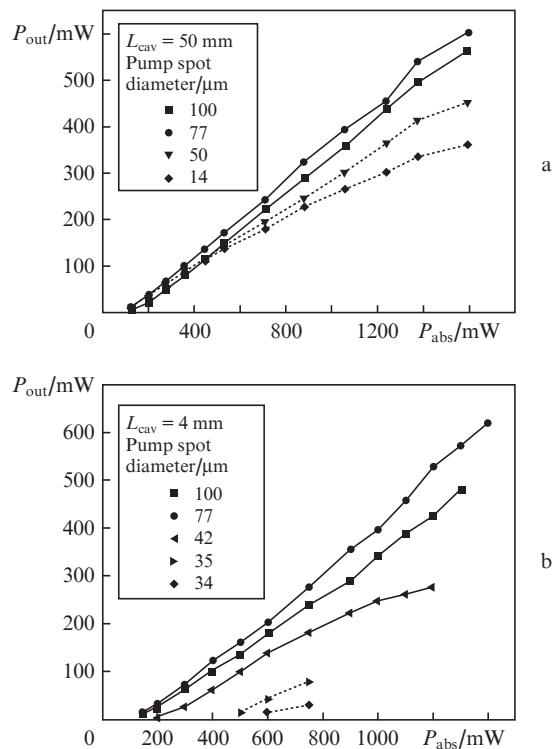 P_out/mW
L_cav = 50 mm
Pump spot
diameter/μm
100
77
50
14
500
400
300
200
100
0
400
800
1200
P_abs/mW
a
P_out/mW
L_cav = 4 mm
Pump spot
diameter/μm
100
77
42
35
34
600
500
400
300
200
100
0
200
400
600
800
1000
P_abs/mW
b